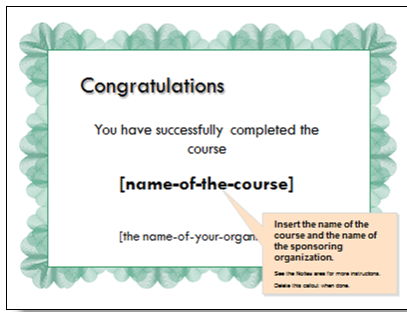 Congratulations
You have successfully completed the
course
[name-of-the-course]
[the name-of-your-organ
Insert the name of the
course and the name of
the sponsoring
organization.
See the Notes area for more instructions.
Delete this callout when done.